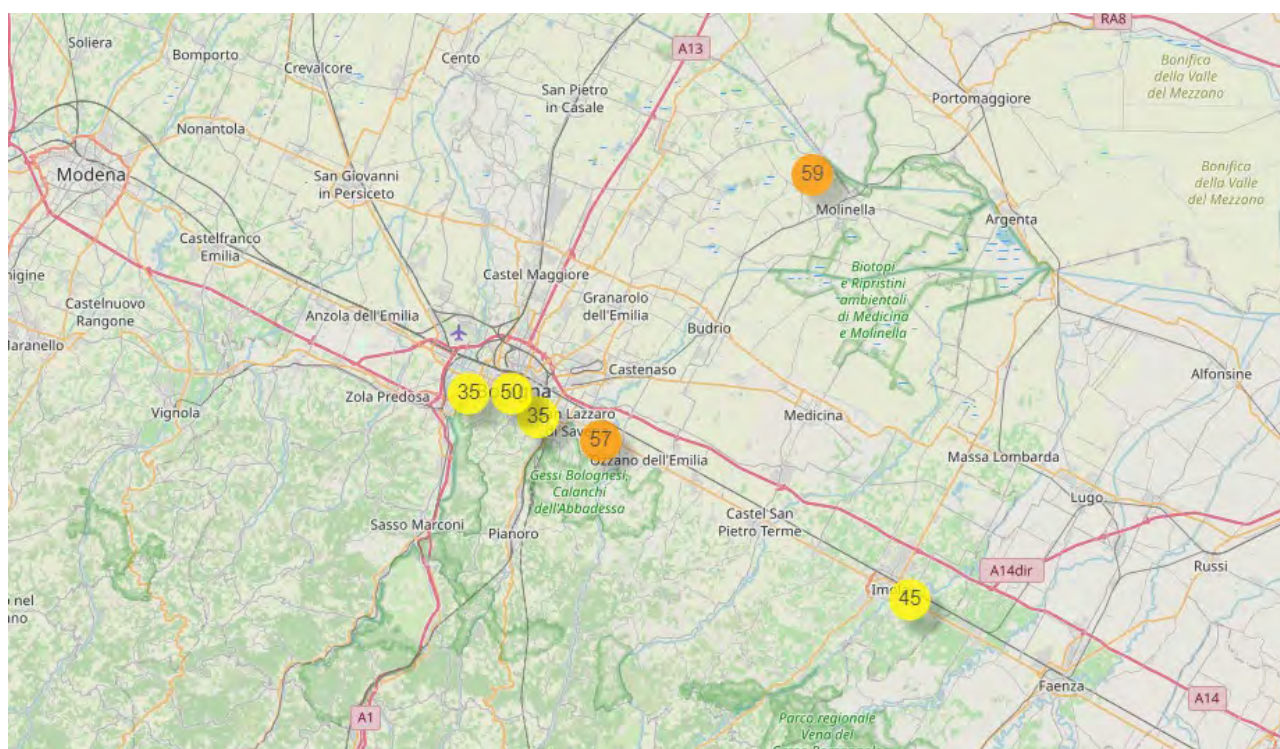 RA8
Soliera
Bomporto
Crevalcore
Cento
A13
San Pietro
in Casale
Bonifica
della Valle
del Mezzano
Portomaggiore
Nonantola
Modena
San Giovanni
in Persiceto
59
Molinella
Bonifica
della Valle
del Mezzano
Argenta
Castelfranco
Emilia
Castel Maggiore
Granarolo
dell'Emilia
Biotopi
e Ripristini
ambientali
di Medicina
e Molinella
Castelnuovo
Rangone
Anzola dell'Emilia
Budrio
Castenaso
Alfonsine
Zola Predosa
35
50
35
Vignola
Medicina
57
Ozzano dell'Emilia
Massa Lombarda
Gessi Bolognesi,
Calanchi
dell'Abbadessa
Lugo
Sasso Marconi
Pianoro
Castel San
Pietro Terme
A14dir
Russi
45
Faenza
A14
A1
Parco regionale
Vena del